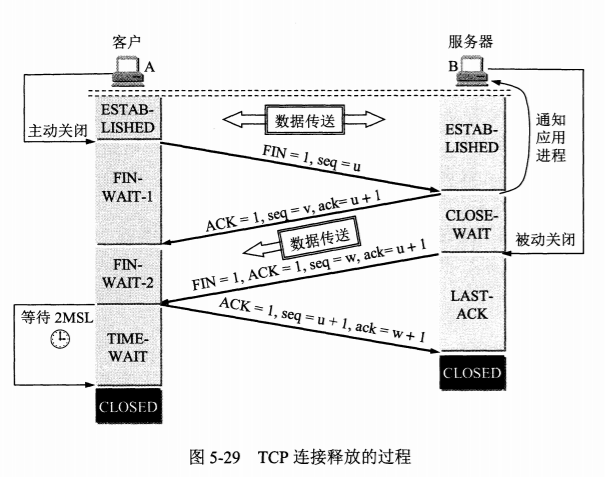 客户
服务器
A
B
ESTAB-
LISHED
数据传送
ESTAB-
LISHED
通知
应用
进程
主动关闭
FIN = 1, seq = u
FIN-
WAIT-1
ACK = 1, seq = v, ack= u + 1
CLOSE-
WAIT
数据传送
被动关闭
FIN-
WAIT-2
FIN = 1, ACK = 1, seq = w, ack= u + 1
LAST-
ACK
等待 2MSL
ACK = 1, seq = u + 1, ack = w + 1
TIME-
WAIT
CLOSED
CLOSED
图 5-29 TCP 连接释放的过程